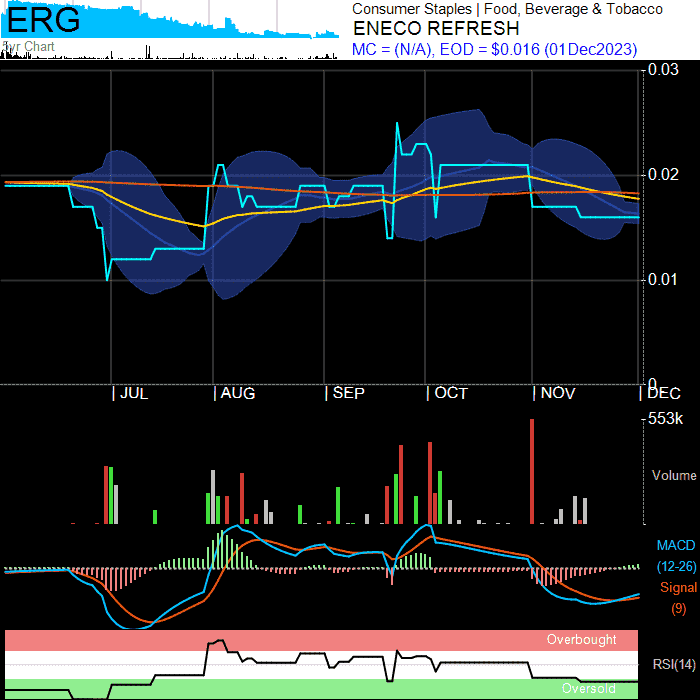 ERG
5yr Chart
Consumer Staples | Food, Beverage & Tobacco
ENECO REFRESH
MC = (N/A), EOD = $0.016 (01Dec2023)
0.03
0.02
0.01
0
JUL
AUG
SEP
OCT
NOV
DEC
553k
Volume
MACD
(12-26)
Signal
(9)
Overbought
RSI(14)
Oversold